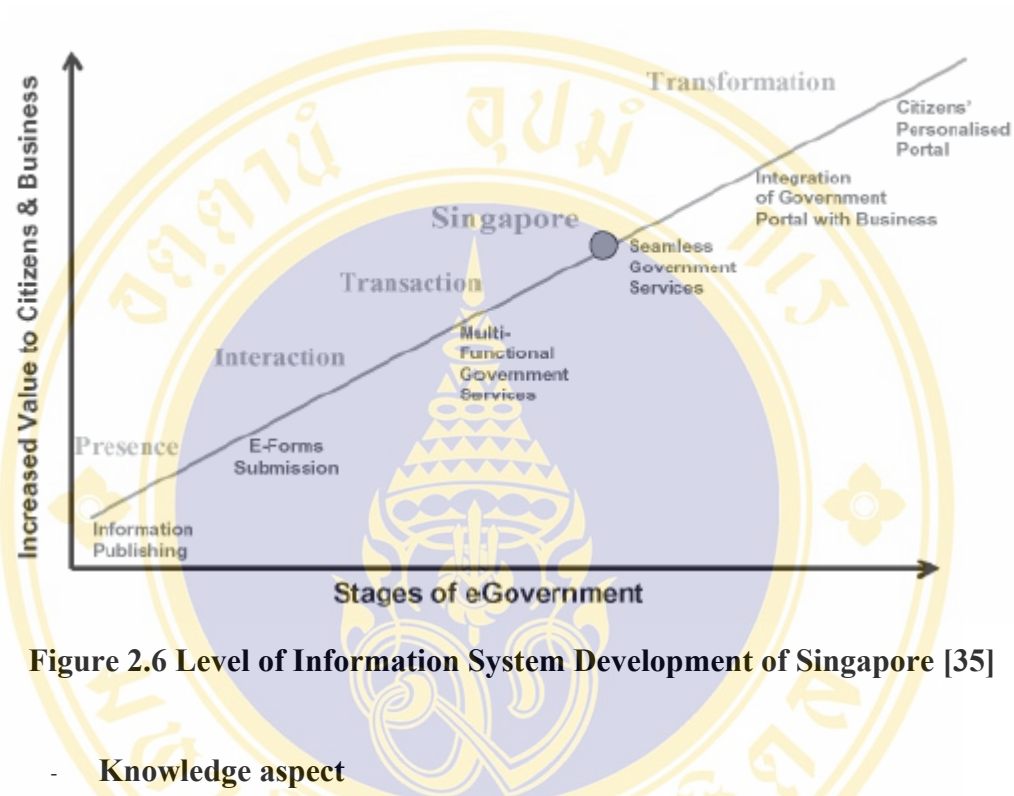 Increased Value to Citizens & Business
Transformation
Citizens'
Personalised
Portal
Integration
of Government
Portal with Business
Singapore
Seamless
Government
Services
Transaction
Multi-
Functional
Government
Services
Interaction
Presence
E-Forms
Submission
Information
Publishing
Stages of eGovernment
Figure 2.6 Level of Information System Development of Singapore [35]
- Knowledge aspect